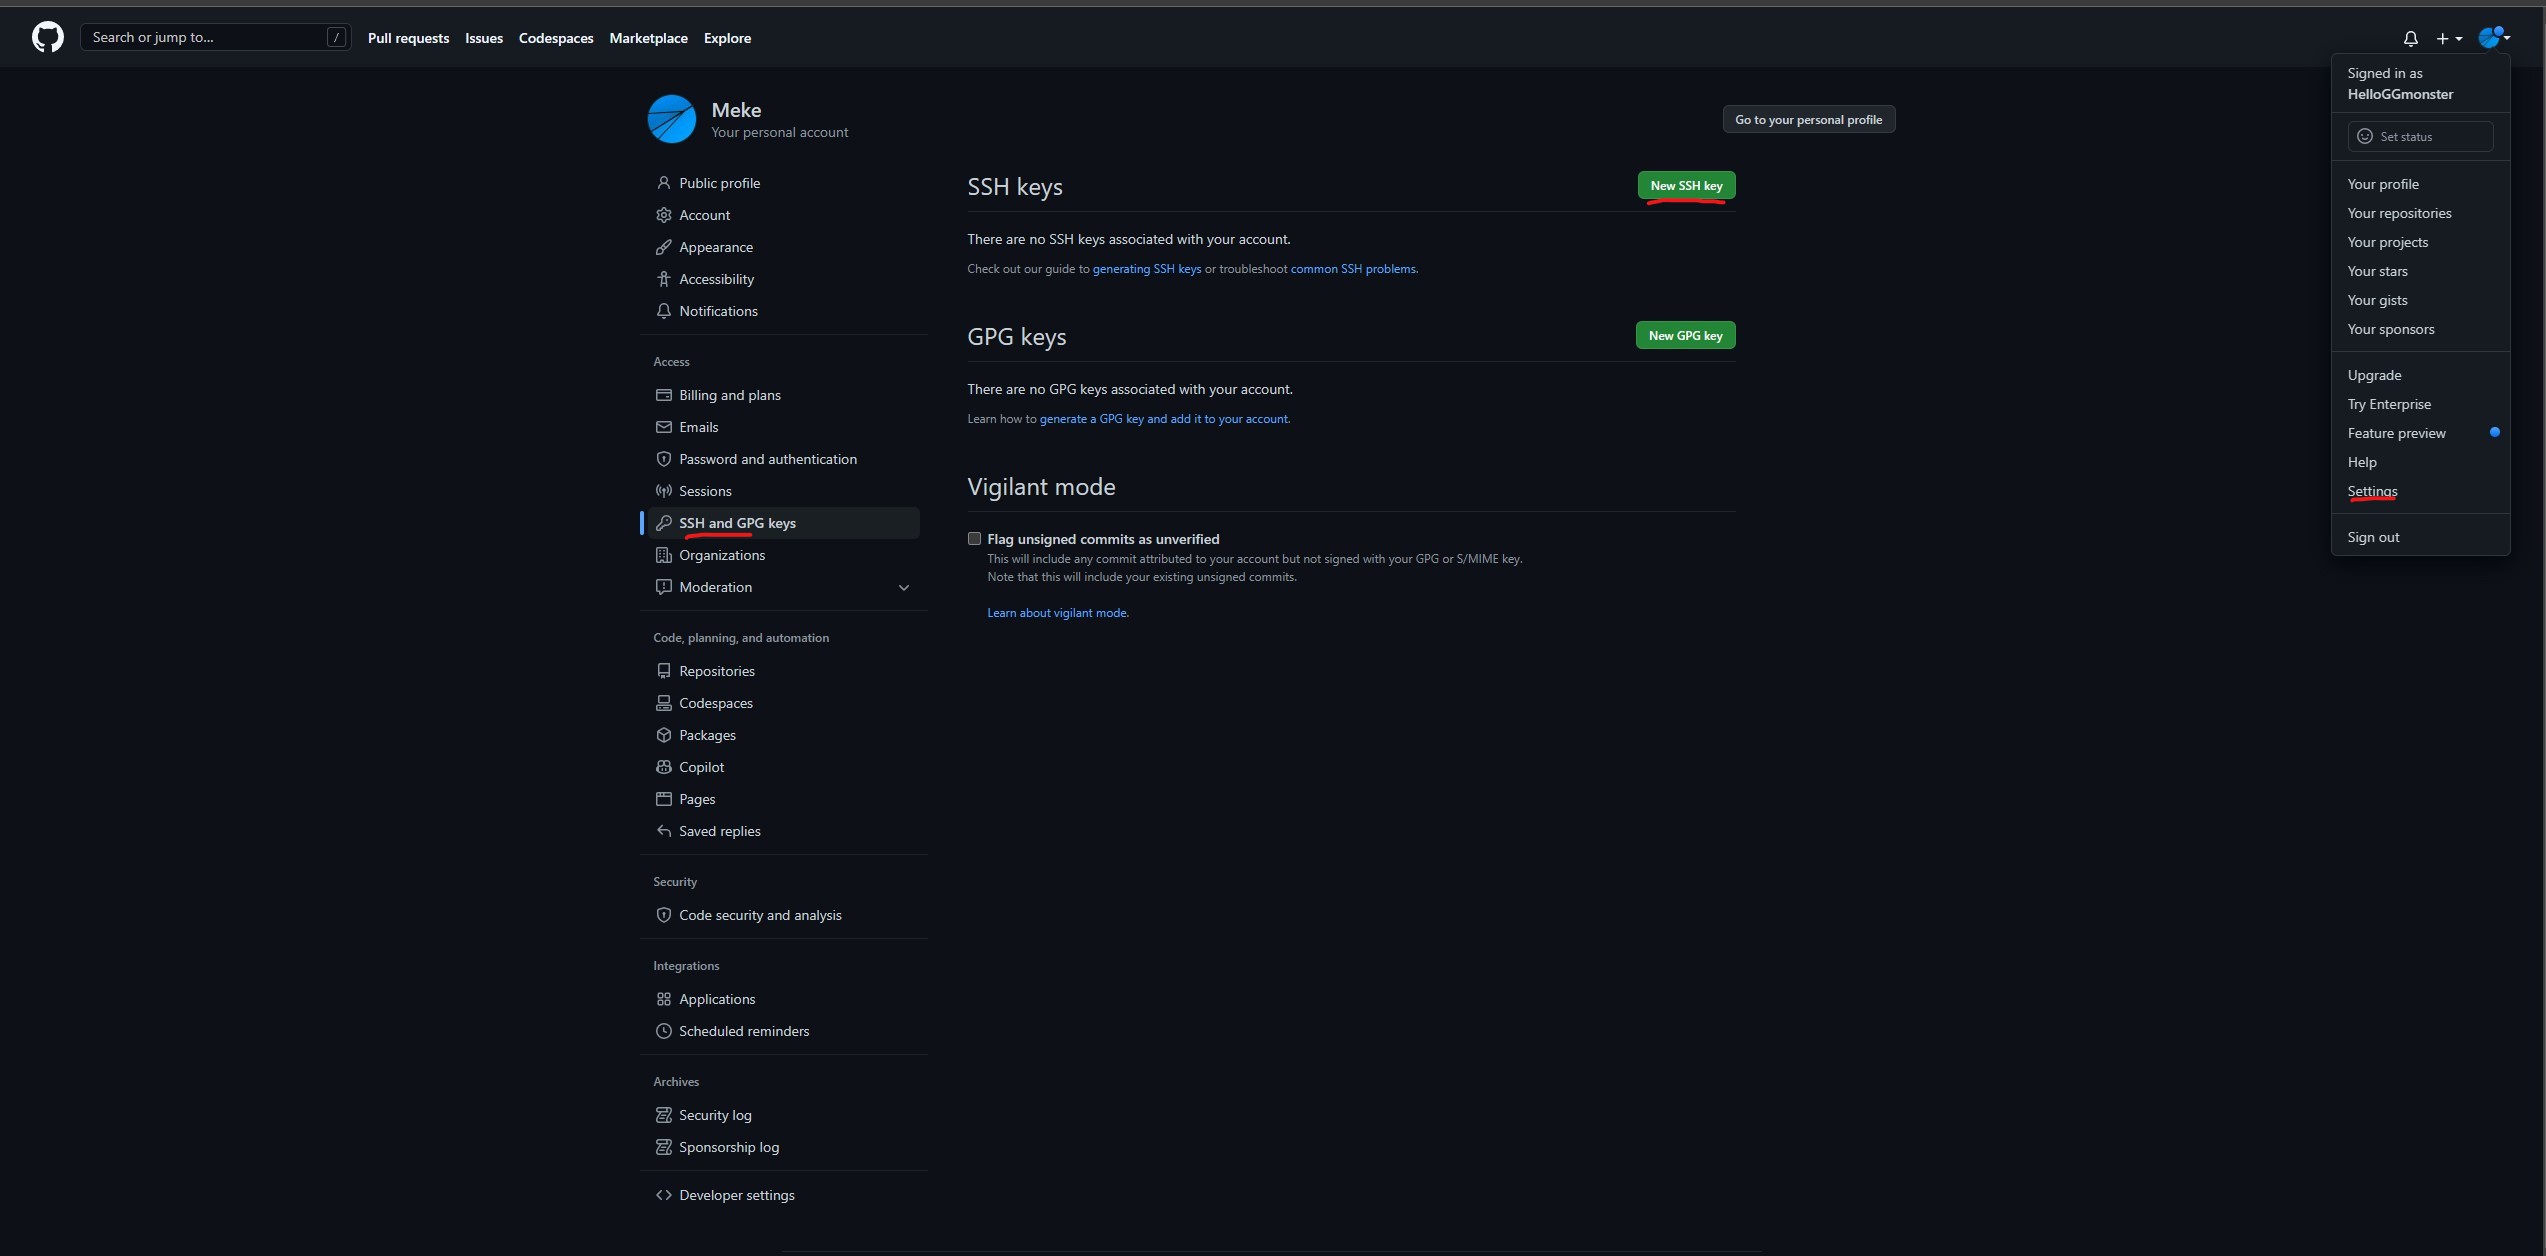 Search or jump to... /
Pull requests Issues Codespaces Marketplace Explore
Meke
Your personal account
Go to your personal profile
Public profile
Account
Appearance
Accessibility
Notifications
Access
Billing and plans
Emails
Password and authentication
Sessions
SSH and GPG keys
Organizations
Moderation
Code, planning, and automation
Repositories
Codespaces
Packages
Copilot
Pages
Saved replies
Security
Code security and analysis
Integrations
Applications
Scheduled reminders
Archives
Security log
Sponsorship log
Developer settings
SSH keys
New SSH key
There are no SSH keys associated with your account.
Check out our guide to generating SSH keys or troubleshoot common SSH problems.
GPG keys
New GPG key
There are no GPG keys associated with your account.
Learn how to generate a GPG key and add it to your account.
Vigilant mode
Flag unsigned commits as unverified
This will include any commit attributed to your account but not signed with your GPG or S/MIME key.
Note that this will include your existing unsigned commits.
Learn about vigilant mode.
Signed in as
HelloGGmonster
Set status
Your profile
Your repositories
Your projects
Your stars
Your gists
Your sponsors
Upgrade
Try Enterprise
Feature preview
Help
Settings
Sign out